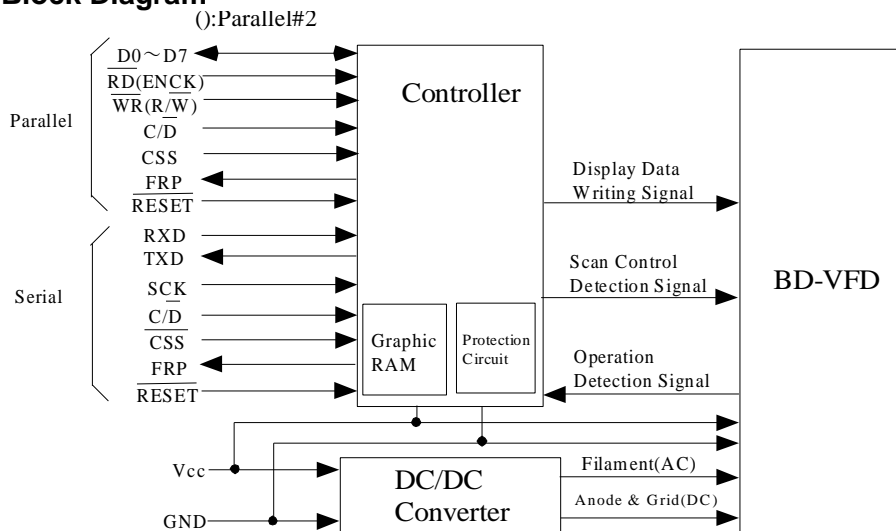 Block Diagram
():Parallel#2
D0～D7
RD(ENCK)
WR(R/W)
Parallel
C/D
CSS
FRP
RESET
RXD
TXD
Serial
SCK
C/D
CSS
FRP
RESET
Controller
Graphic
RAM
Protection
Circuit
Display Data
Writing Signal
Scan Control
Detection Signal
Operation
Detection Signal
BD-VFD
Vcc
GND
DC/DC
Converter
Filament(AC)
Anode & Grid(DC)